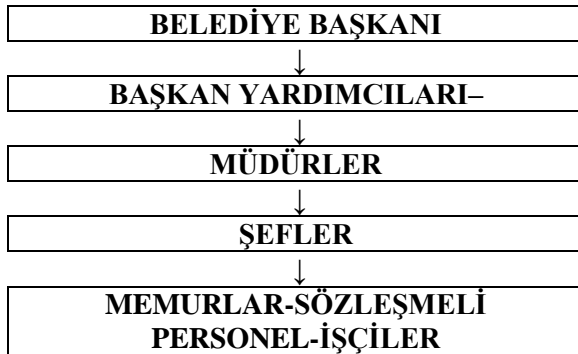 BELEDİYE BAŞKANI
↓
BAŞKAN YARDIMCILARI–
↓
MÜDÜRLER
↓
ŞEFLER
↓
MEMURLAR-SÖZLEŞMELİ
PERSONEL-İŞÇİLER